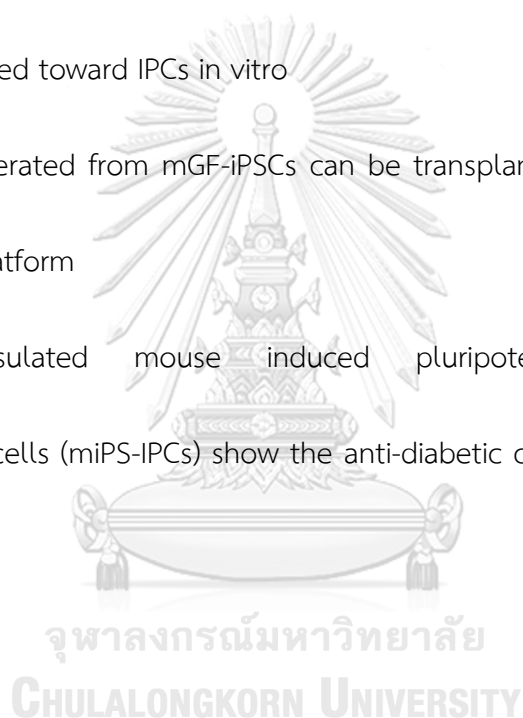 ed toward IPCs in vitro
erated from mGF-iPSCs can be transplan
atform
sulated mouse induced pluripote
cells (miPS-IPCs) show the anti-diabetic c
จุฬาลงกรณ์มหาวิทยาลัย
CHULALONGKORN UNIVERSITY